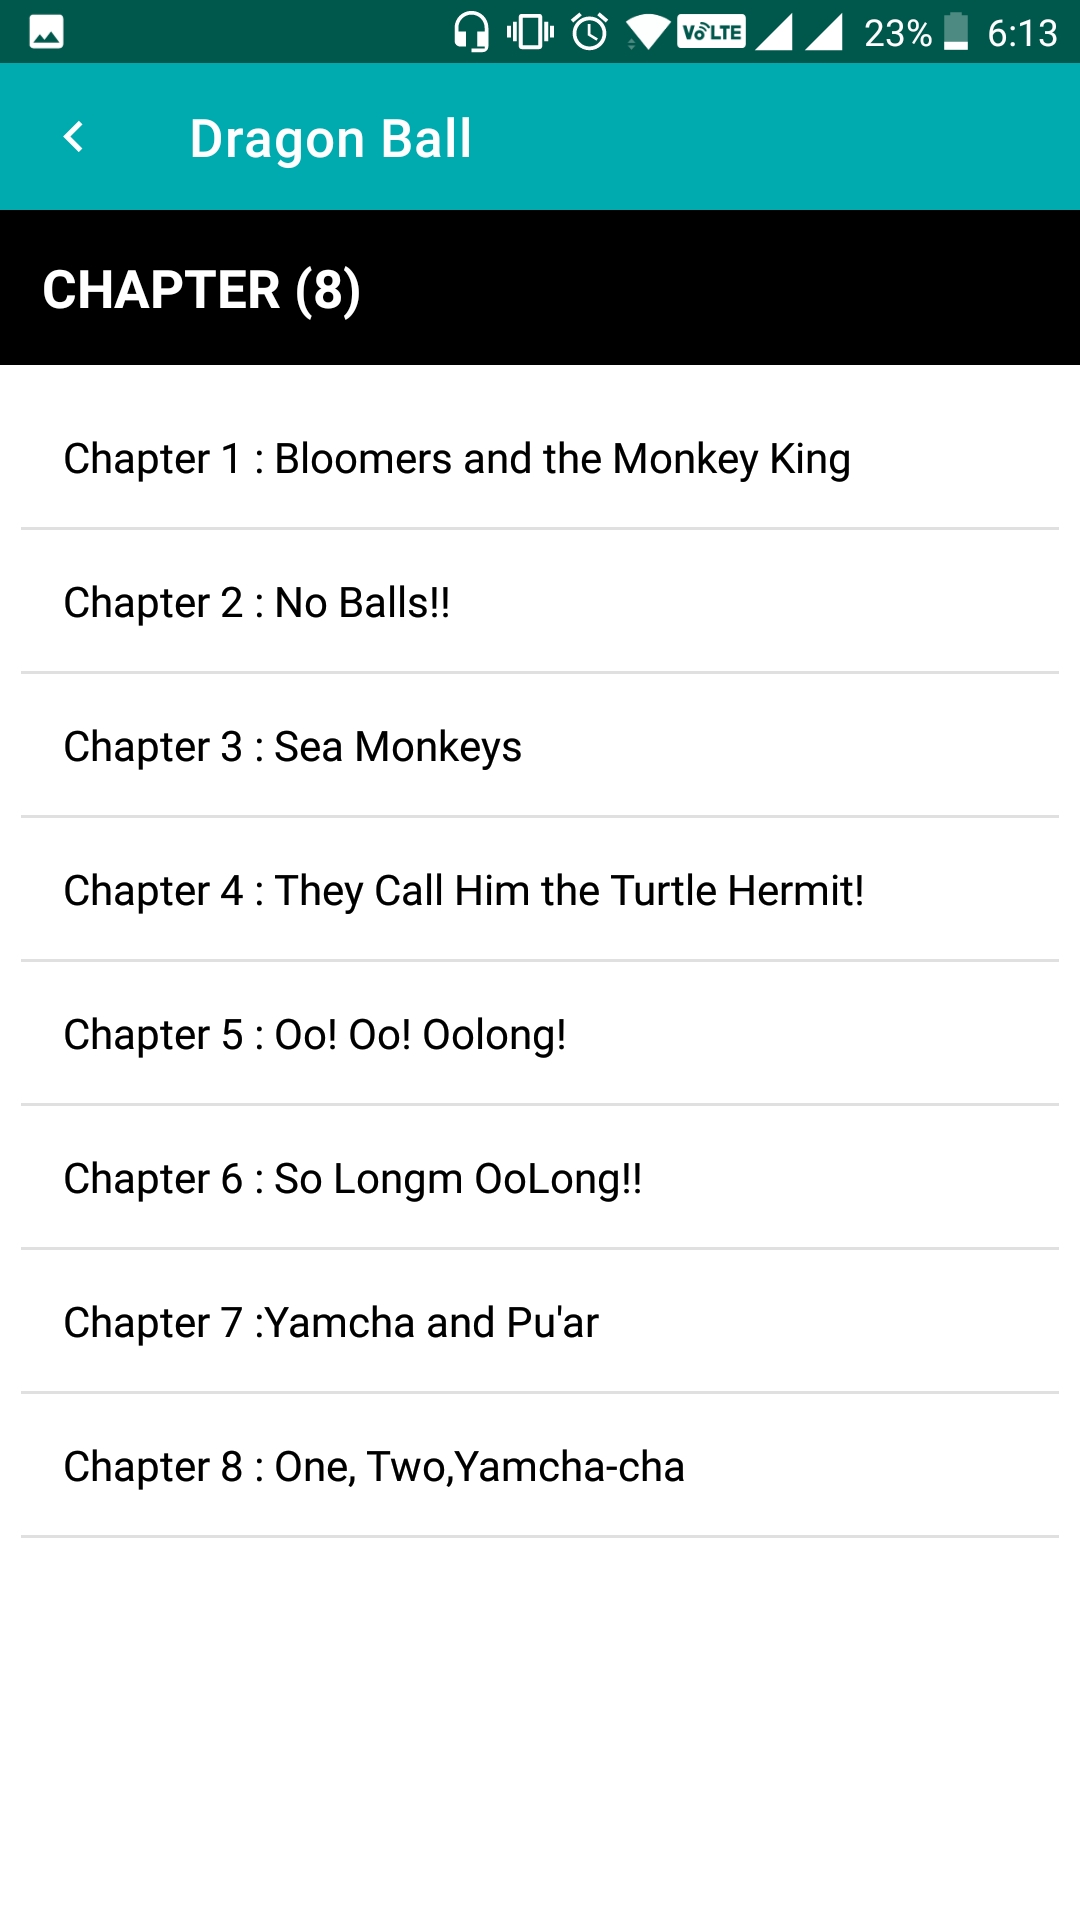 VoLTE 23% 6:13
Dragon Ball
CHAPTER (8)
Chapter 1 : Bloomers and the Monkey King
Chapter 2 : No Balls!!
Chapter 3 : Sea Monkeys
Chapter 4 : They Call Him the Turtle Hermit!
Chapter 5 : Oo! Oo! Oolong!
Chapter 6 : So Longm OoLong!!
Chapter 7 :Yamcha and Pu'ar
Chapter 8 : One, Two,Yamcha-cha